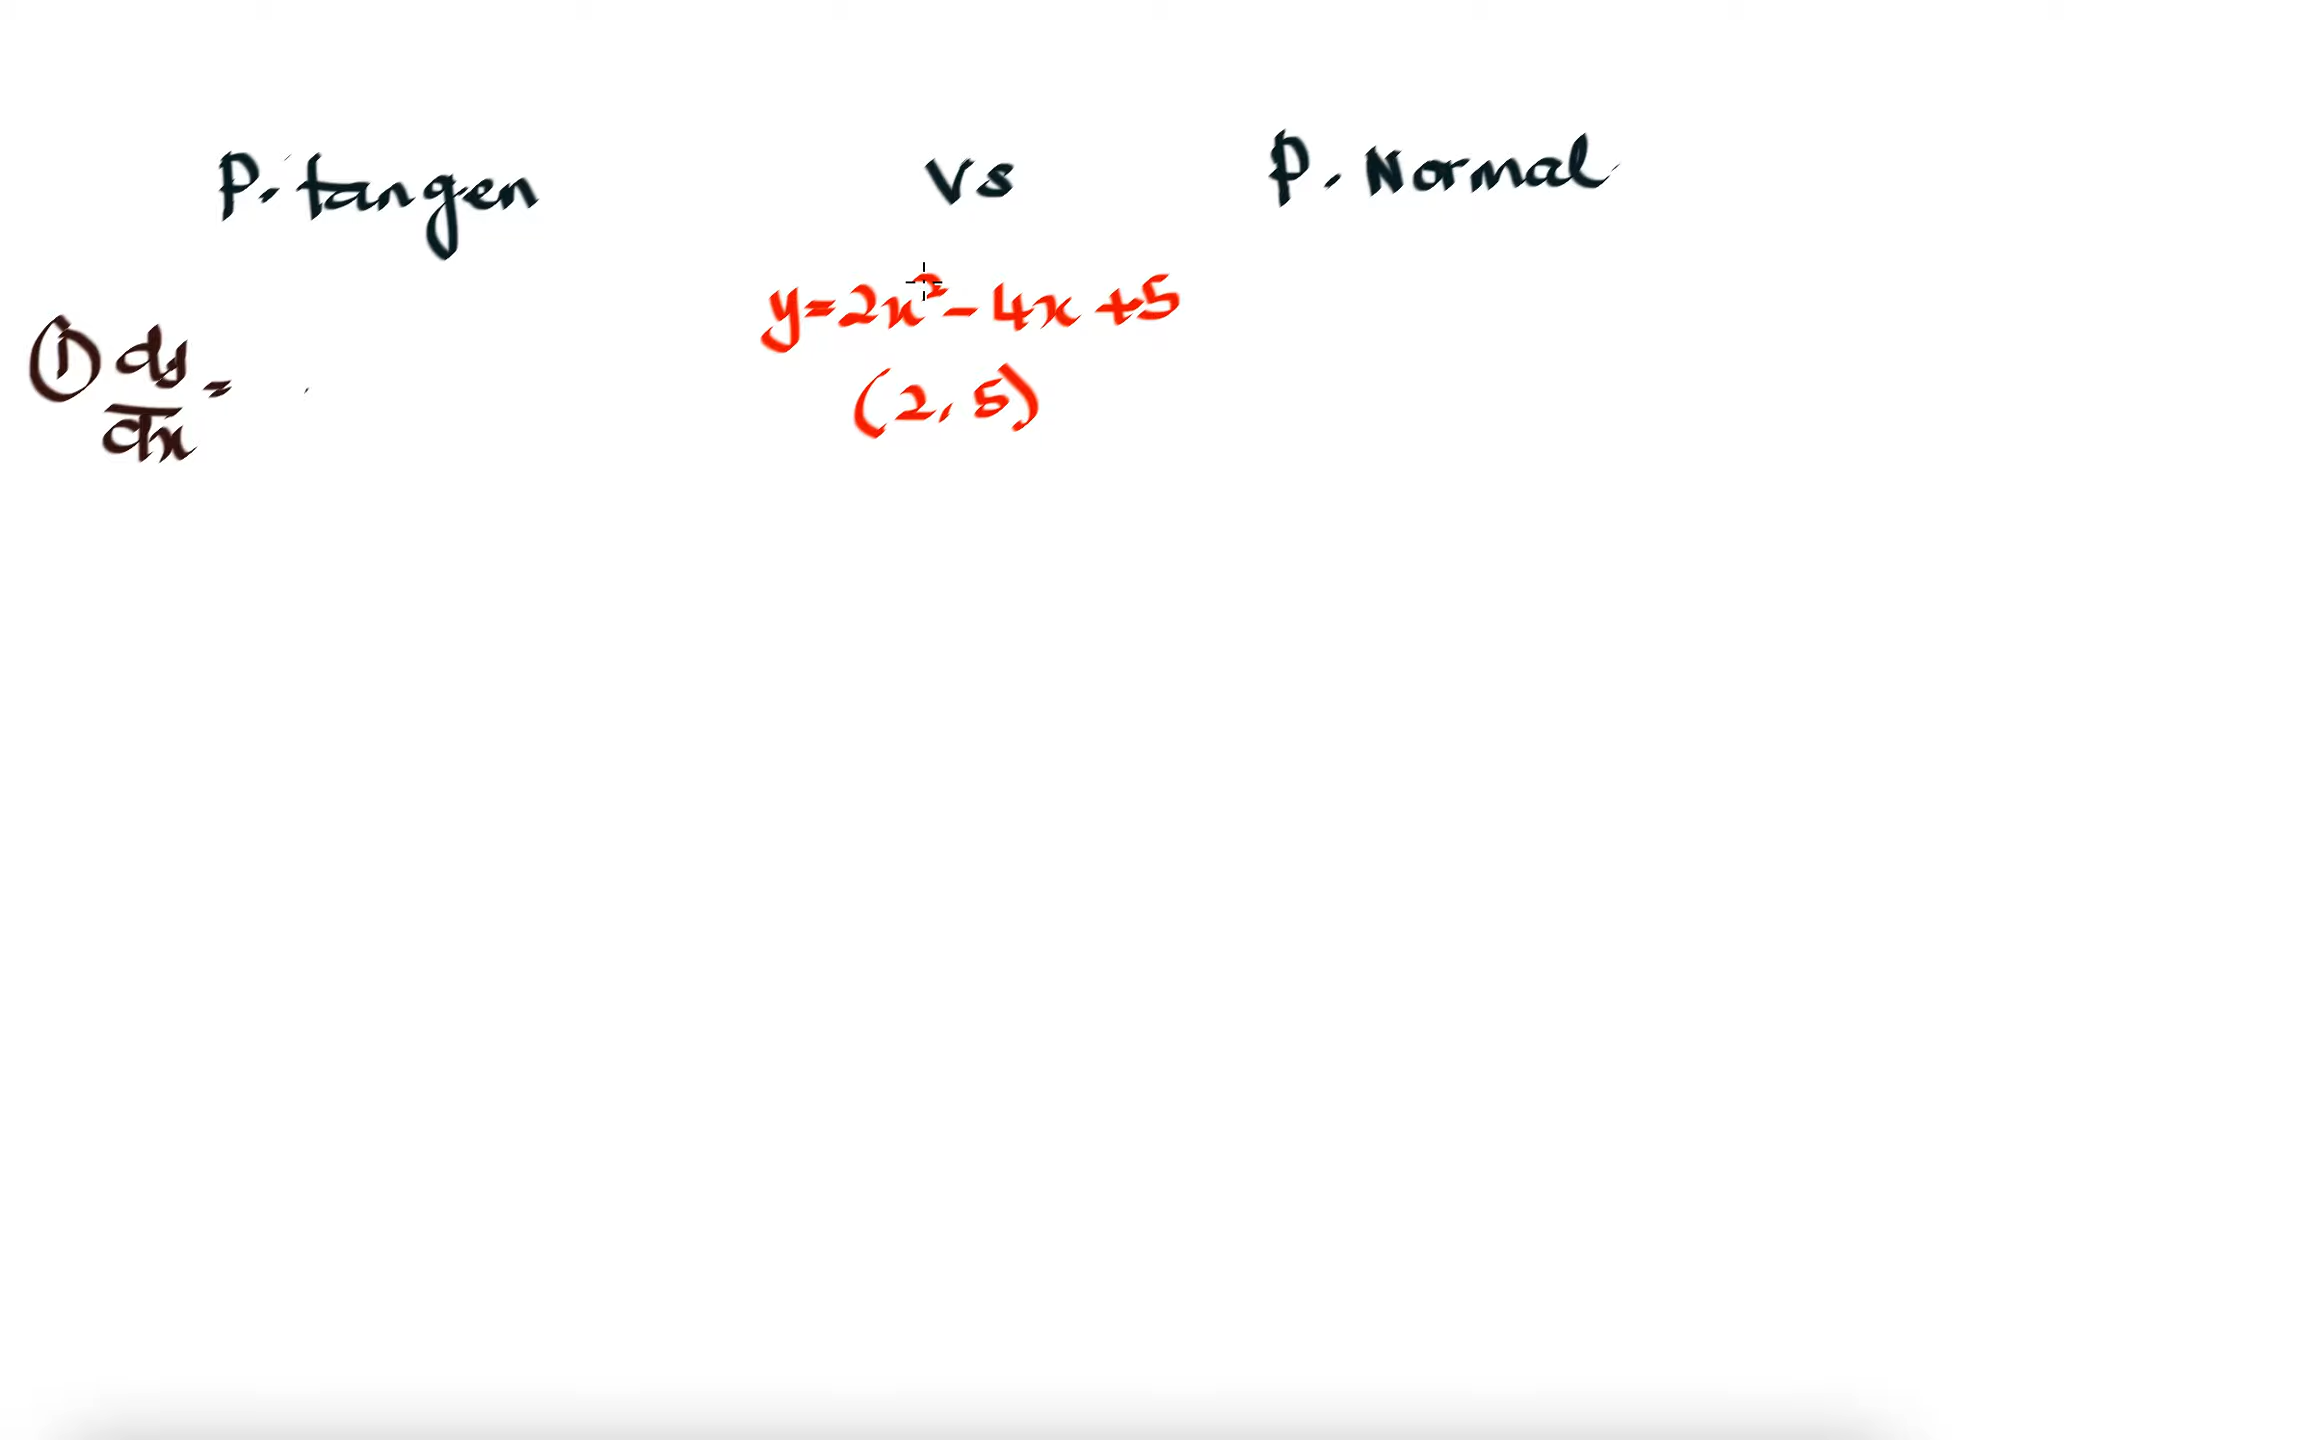 P. tangen Vs P. Normal
y=2x²-4x+5
① dy/dx =
(2, 5)